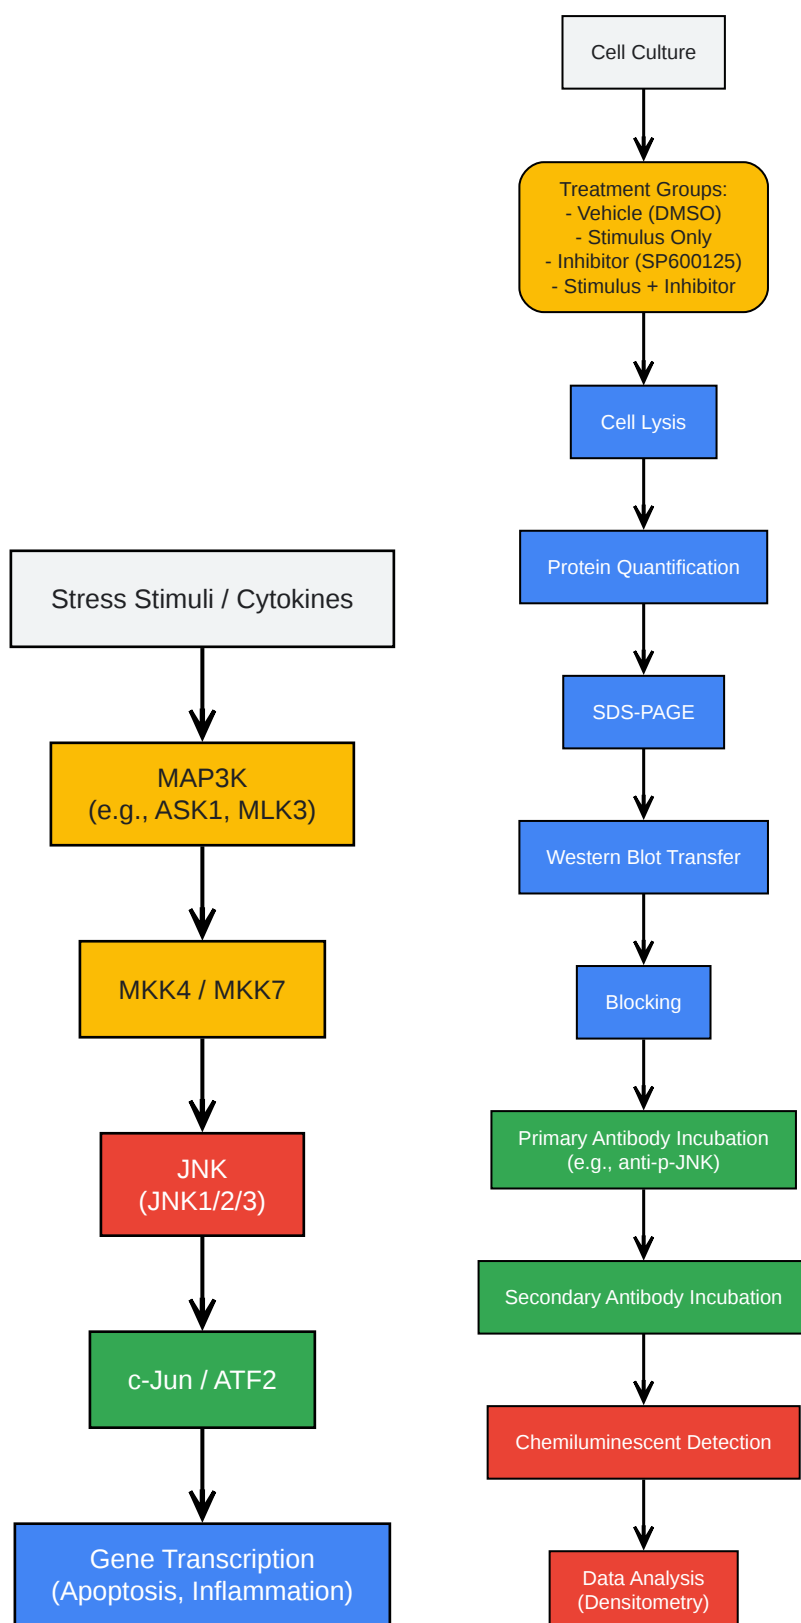 Stress Stimuli / Cytokines
MAP3K
(e.g., ASK1, MLK3)
MKK4 / MKK7
JNK
(JNK1/2/3)
c-Jun / ATF2
Gene Transcription
(Apoptosis, Inflammation)
Cell Culture
Treatment Groups:
- Vehicle (DMSO)
- Stimulus Only
- Inhibitor (SP600125)
- Stimulus + Inhibitor
Cell Lysis
Protein Quantification
SDS-PAGE
Western Blot Transfer
Blocking
Primary Antibody Incubation
(e.g., anti-p-JNK)
Secondary Antibody Incubation
Chemiluminescent Detection
Data Analysis
(Densitometry)